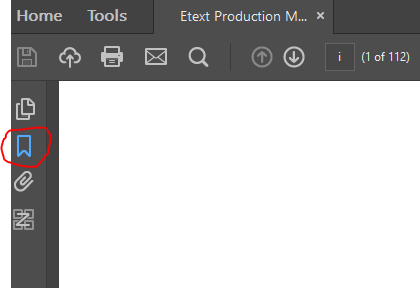 Home Tools Etext Production M... ×
i (1 of 112)